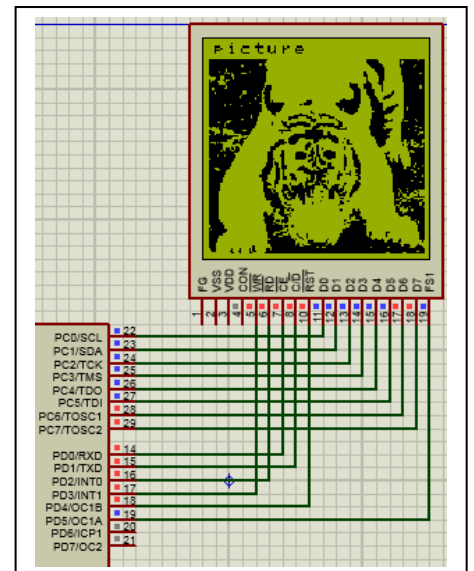 picture
FG
VSS
VDD
CON
WR
RD
CE
C/D
RST
D0
D1
D2
D3
D4
D5
D6
D7
FS1
1
2
3
4
5
6
7
8
10
11
12
13
14
15
16
17
18
19
PC0/SCL 22
PC1/SDA 23
PC2/TCK 24
PC3/TMS 25
PC4/TDO 26
PC5/TDI 27
PC6/TOSC1 28
PC7/TOSC2 29
PD0/RXD 14
PD1/TXD 15
PD2/INT0 16
PD3/INT1 17
PD4/OC1B 18
PD5/OC1A 19
PD6/ICP1 20
PD7/OC2 21